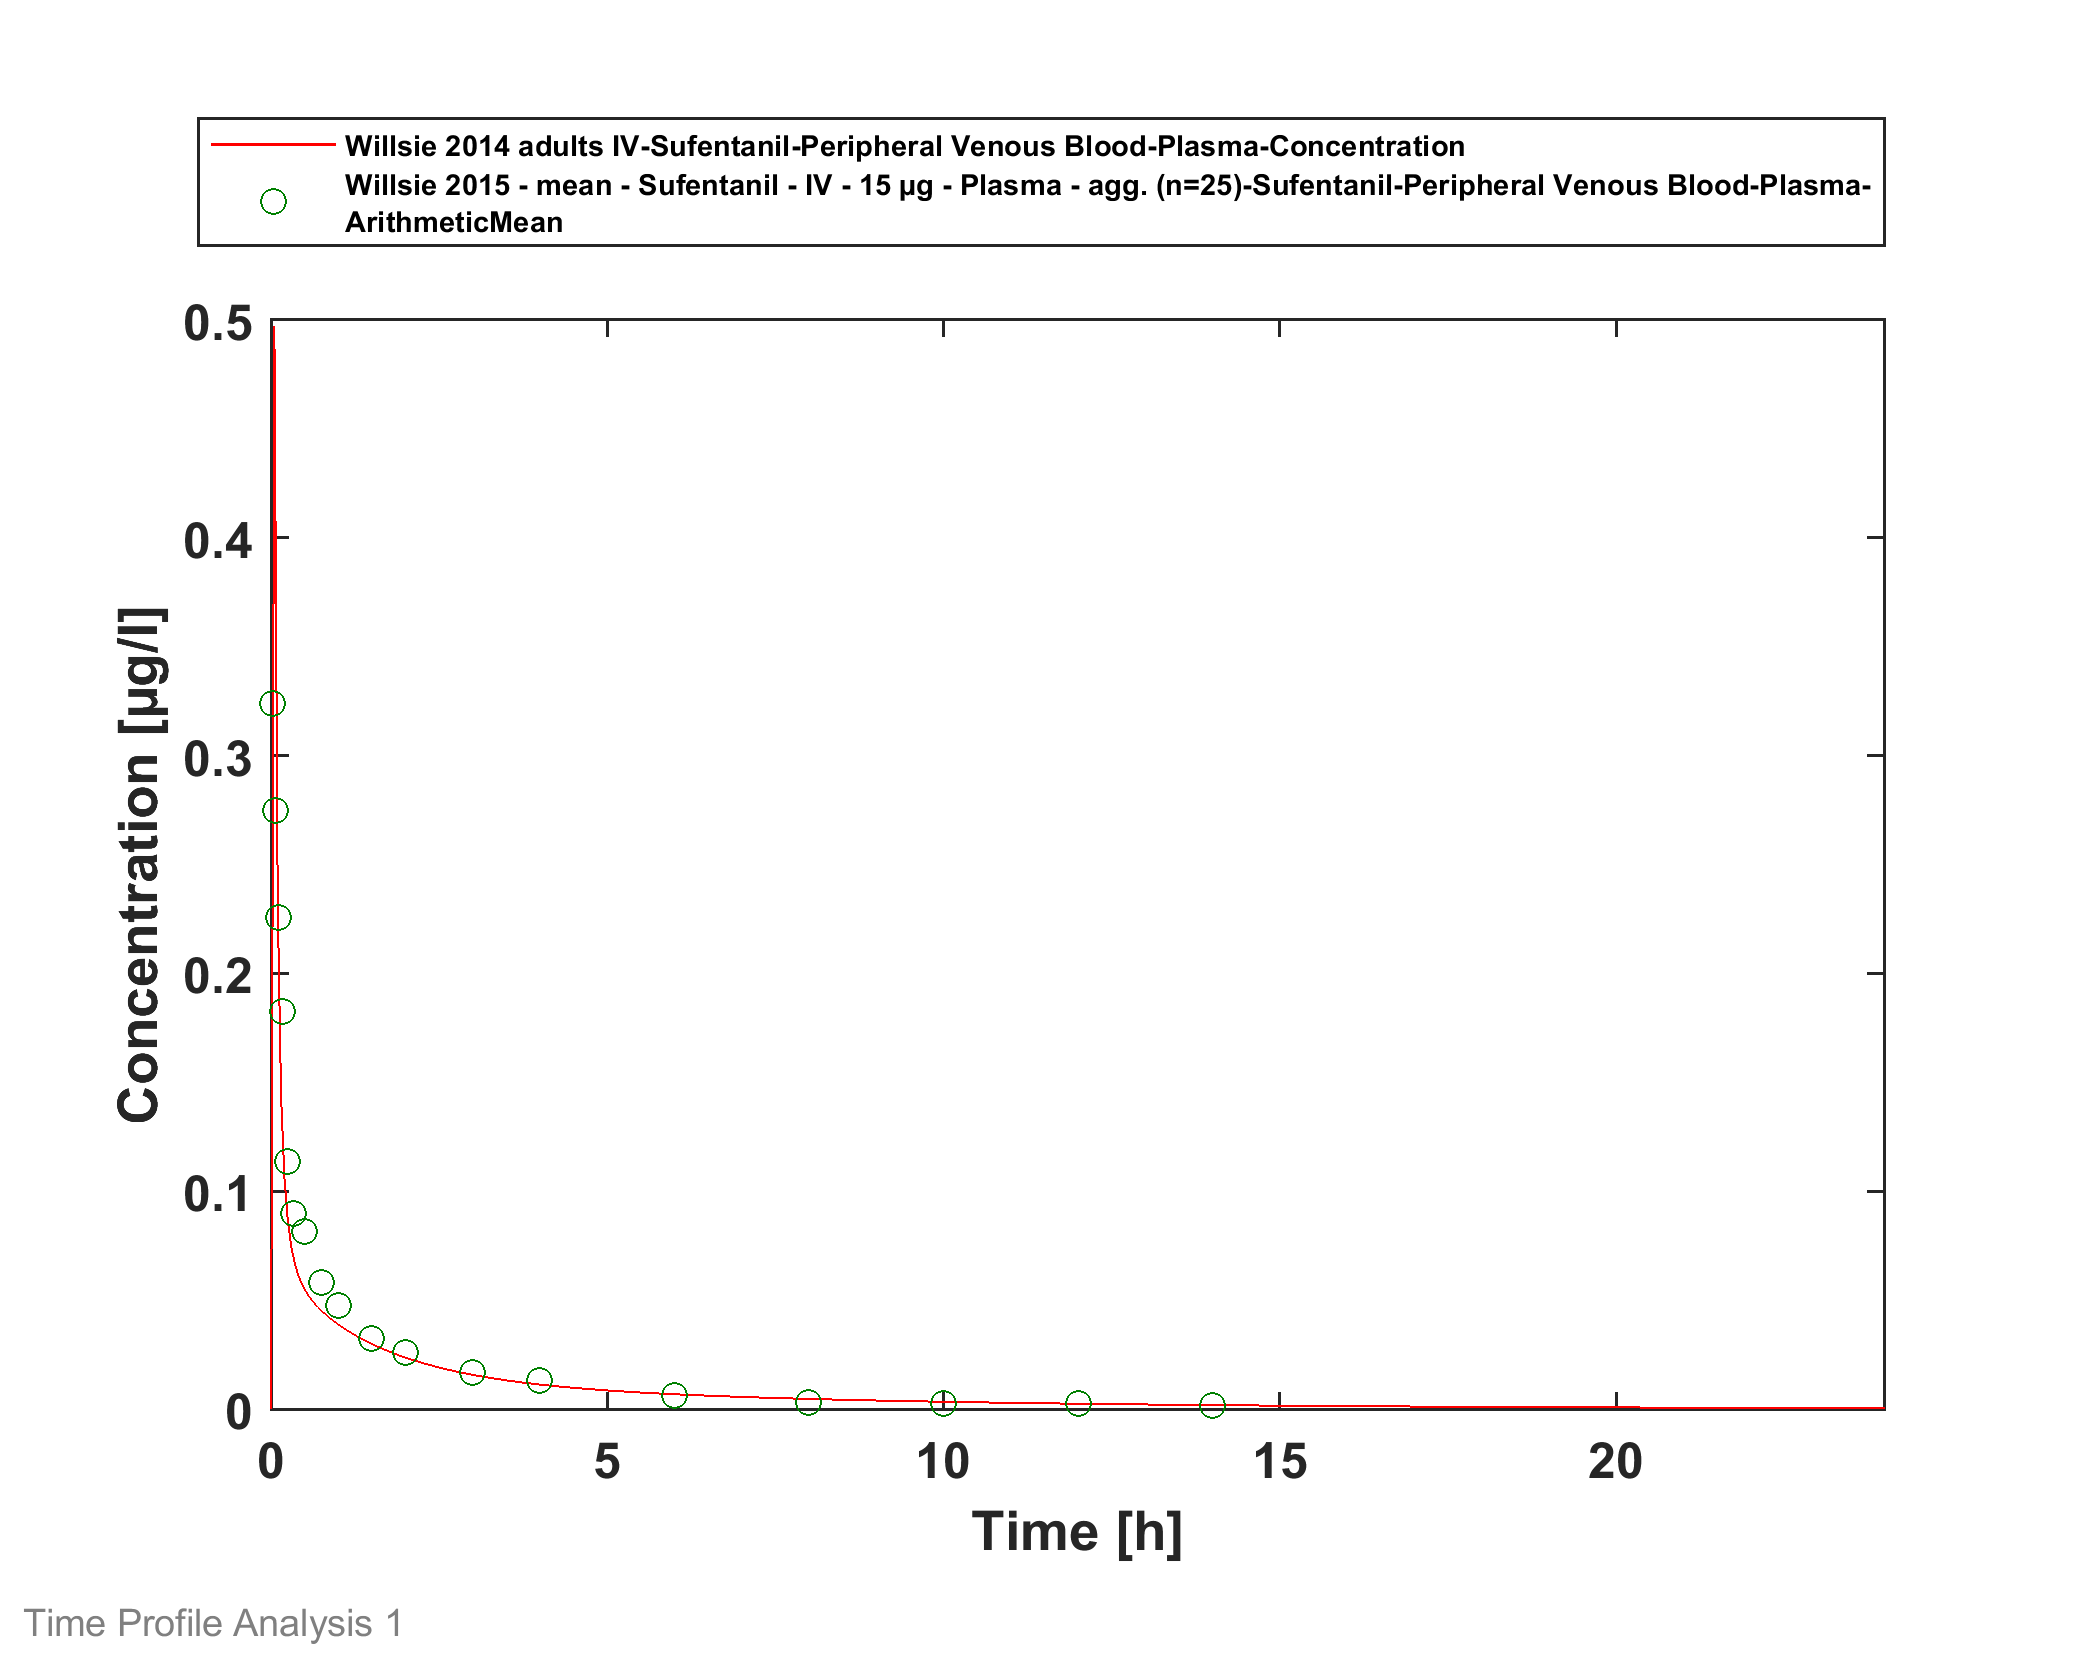 Willsie 2014 adults IV-Sufentanil-Peripheral Venous Blood-Plasma-Concentration
Willsie 2015 - mean - Sufentanil - IV - 15 µg - Plasma - agg. (n=25)-Sufentanil-Peripheral Venous Blood-Plasma-
ArithmeticMean
0.5
0.4
0.3
0.2
0.1
0
Concentration [µg/l]
0 5 10 15 20
Time [h]
Time Profile Analysis 1